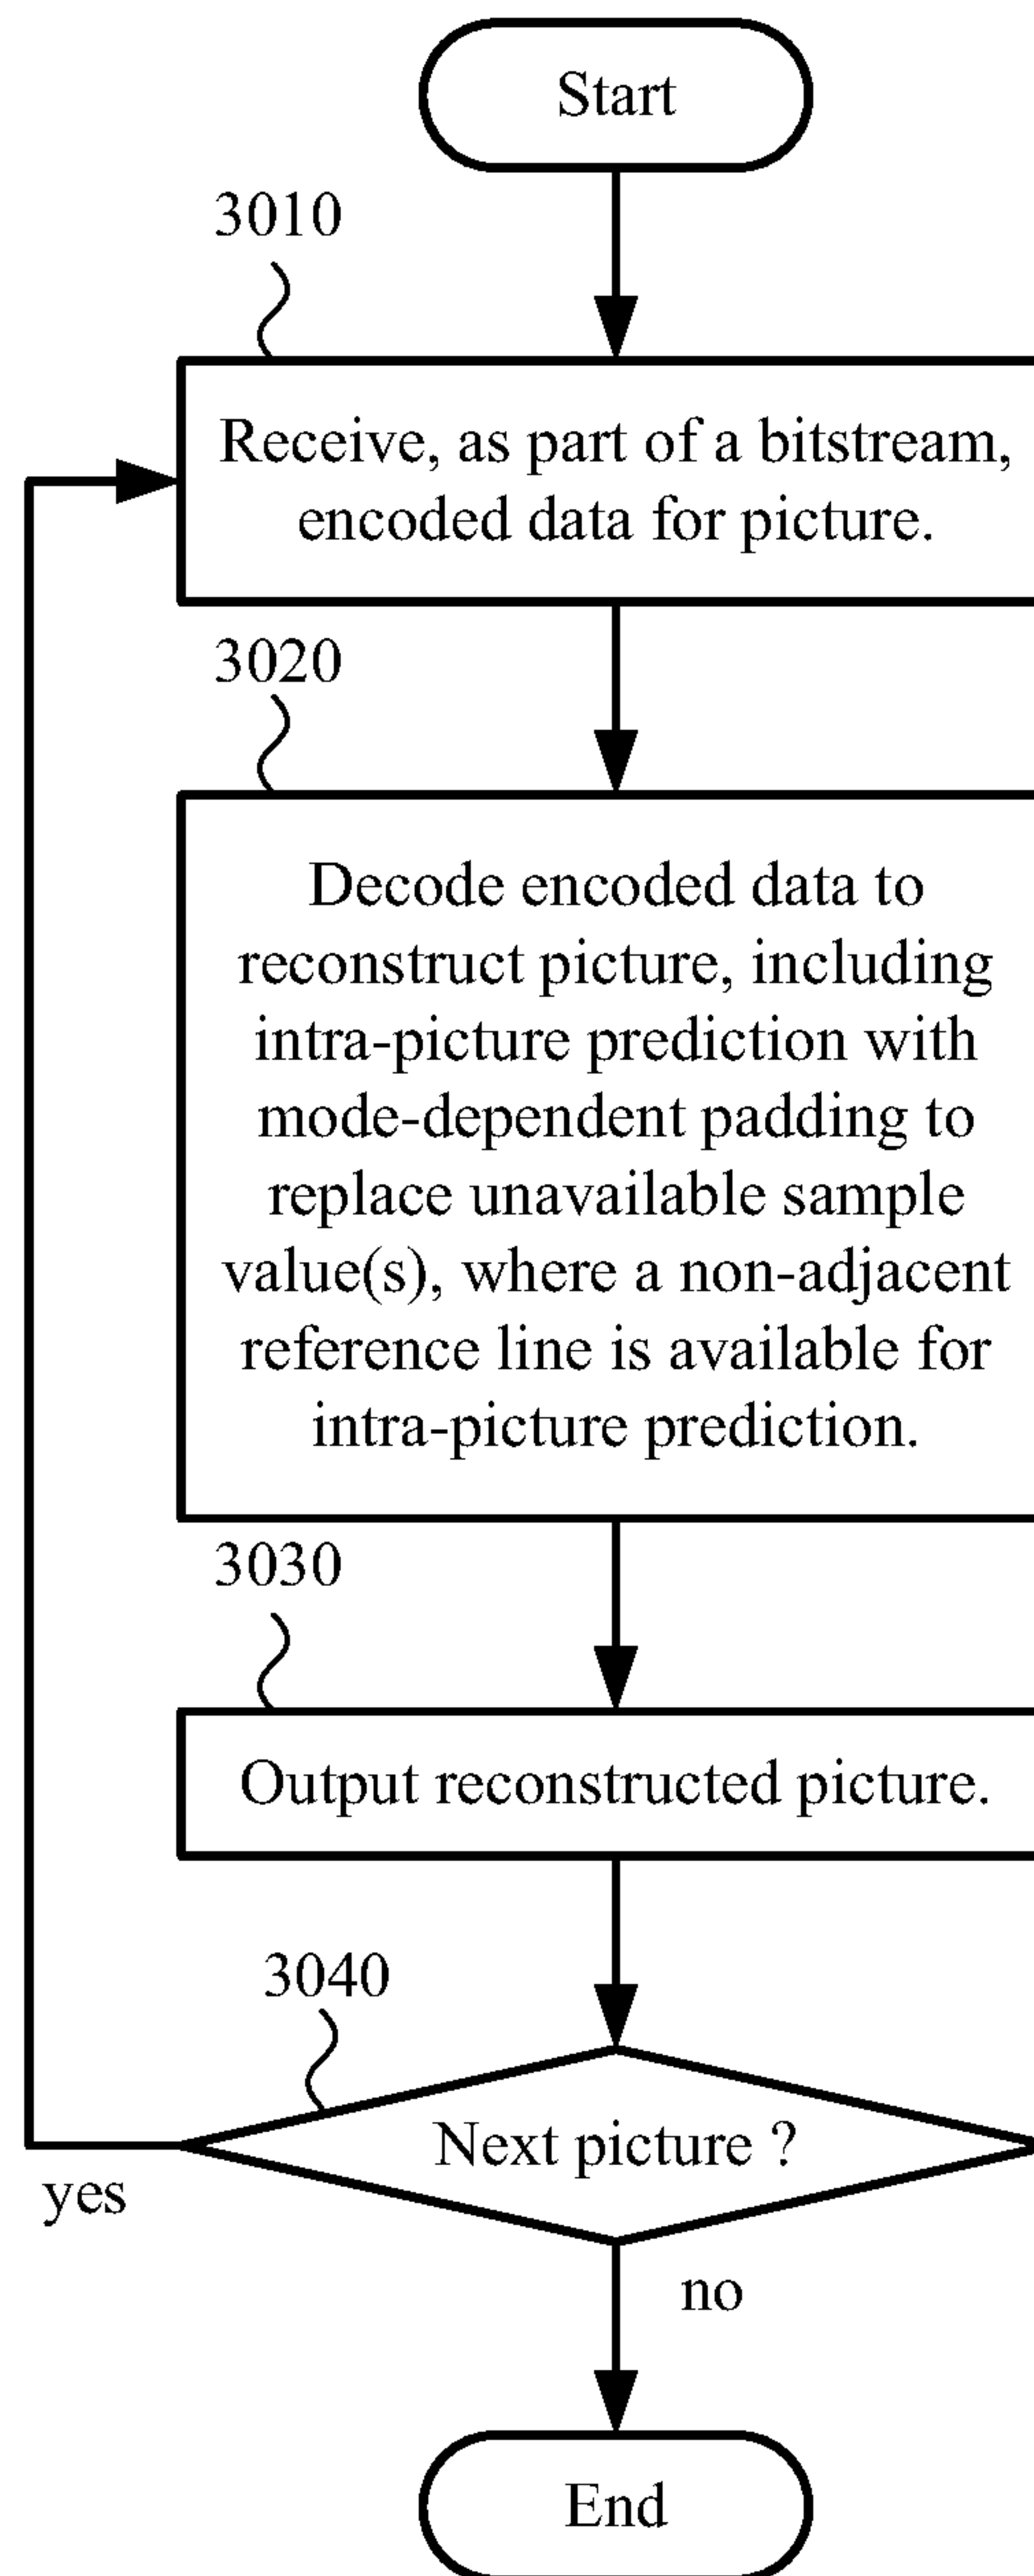 Start
3010
Receive, as part of a bitstream,
encoded data for picture.
3020
Decode encoded data to
reconstruct picture, including
intra-picture prediction with
mode-dependent padding to
replace unavailable sample
value(s), where a non-adjacent
reference line is available for
intra-picture prediction.
3030
Output reconstructed picture.
3040
Next picture ?
yes
no
End